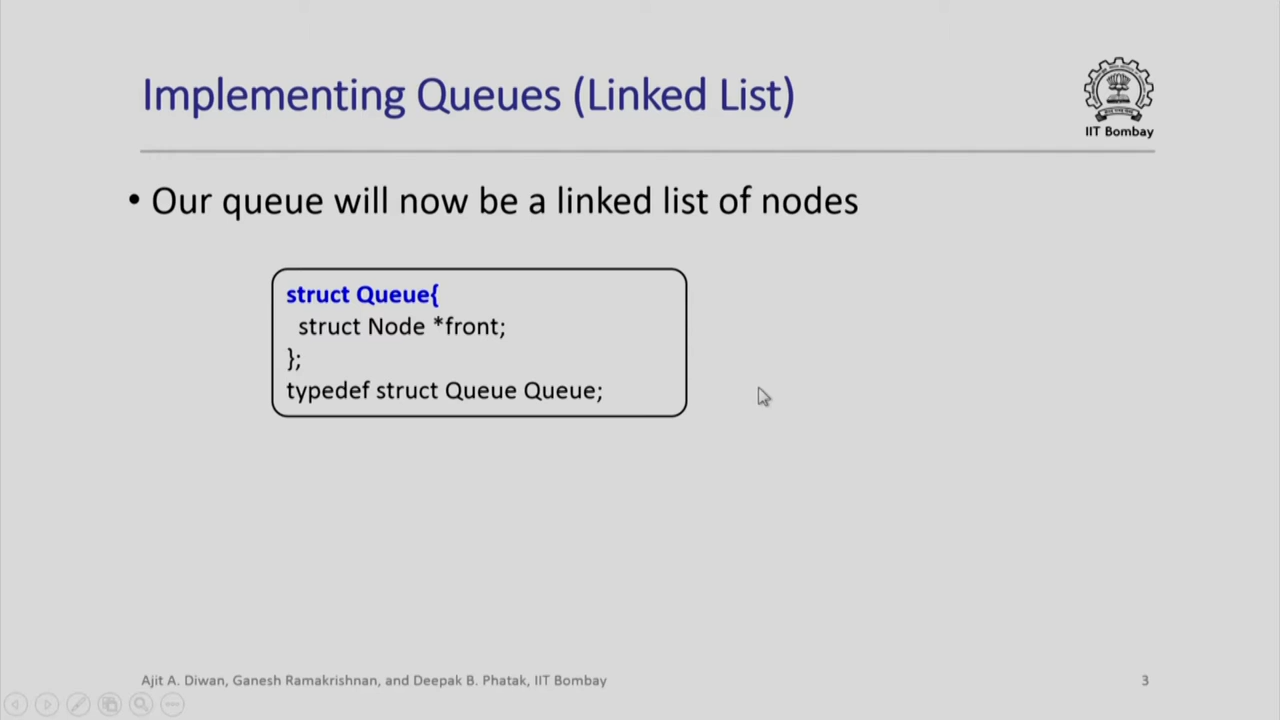 Implementing Queues (Linked List)
IIT Bombay
• Our queue will now be a linked list of nodes
struct Queue{
struct Node *front;
};
typedef struct Queue Queue;
Ajit A. Diwan, Ganesh Ramakrishnan, and Deepak B. Phatak, IIT Bombay
3